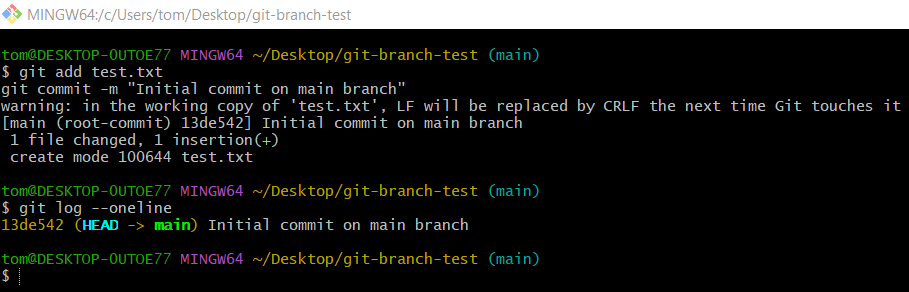 MINGW64:/c/Users/tom/Desktop/git-branch-test
tom@DESKTOP-OUTOE77 MINGW64 ~/Desktop/git-branch-test (main)
$ git add test.txt
git commit -m "Initial commit on main branch"
warning: in the working copy of 'test.txt', LF will be replaced by CRLF the next time Git touches it
[main (root-commit) 13de542] Initial commit on main branch
 1 file changed, 1 insertion(+)
 create mode 100644 test.txt
tom@DESKTOP-OUTOE77 MINGW64 ~/Desktop/git-branch-test (main)
$ git log --oneline
13de542 (HEAD -> main) Initial commit on main branch
tom@DESKTOP-OUTOE77 MINGW64 ~/Desktop/git-branch-test (main)
$